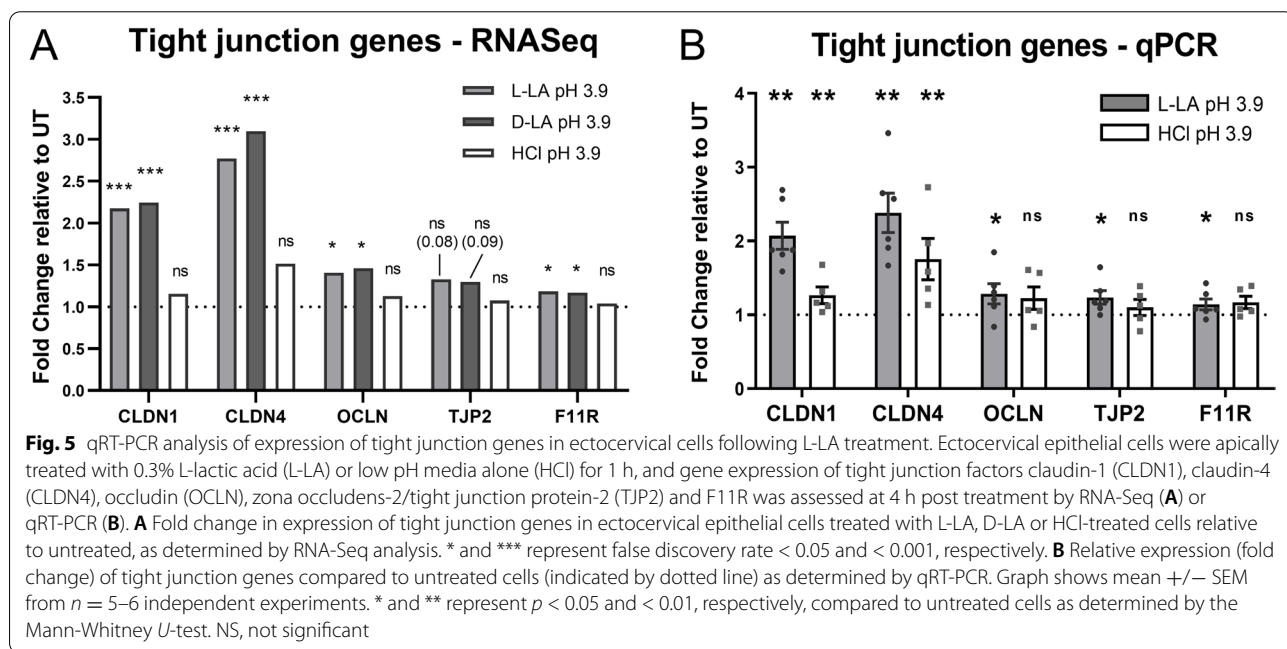 A Tight junction genes - RNASeq
Fold Change relative to UT
3.5
3.0
2.5
2.0
1.5
1.0
0.5
0.0
L-LA pH 3.9
D-LA pH 3.9
HCl pH 3.9
*** *** ns
*** *** ns
* * ns
ns (0.08) ns (0.09) ns
* * ns
CLDN1 CLDN4 OCLN TJP2 F11R
B Tight junction genes - qPCR
Fold Change relative to UT
4
3
2
1
0
L-LA pH 3.9
HCl pH 3.9
** ** ** **
* ns * ns * ns
CLDN1 CLDN4 OCLN TJP2 F11R
Fig. 5 qRT-PCR analysis of expression of tight junction genes in ectocervical cells following L-LA treatment. Ectocervical epithelial cells were apically
treated with 0.3% L-lactic acid (L-LA) or low pH media alone (HCl) for 1 h, and gene expression of tight junction factors claudin-1 (CLDN1), claudin-4
(CLDN4), occludin (OCLN), zona occludens-2/tight junction protein-2 (TJP2) and F11R was assessed at 4 h post treatment by RNA-Seq (A) or
qRT-PCR (B). A Fold change in expression of tight junction genes in ectocervical epithelial cells treated with L-LA, D-LA or HCl-treated cells relative
to untreated, as determined by RNA-Seq analysis. * and *** represent false discovery rate < 0.05 and < 0.001, respectively. B Relative expression (fold
change) of tight junction genes compared to untreated cells (indicated by dotted line) as determined by qRT-PCR. Graph shows mean +/− SEM
from n = 5–6 independent experiments. * and ** represent p < 0.05 and < 0.01, respectively, compared to untreated cells as determined by the
Mann-Whitney U-test. NS, not significant